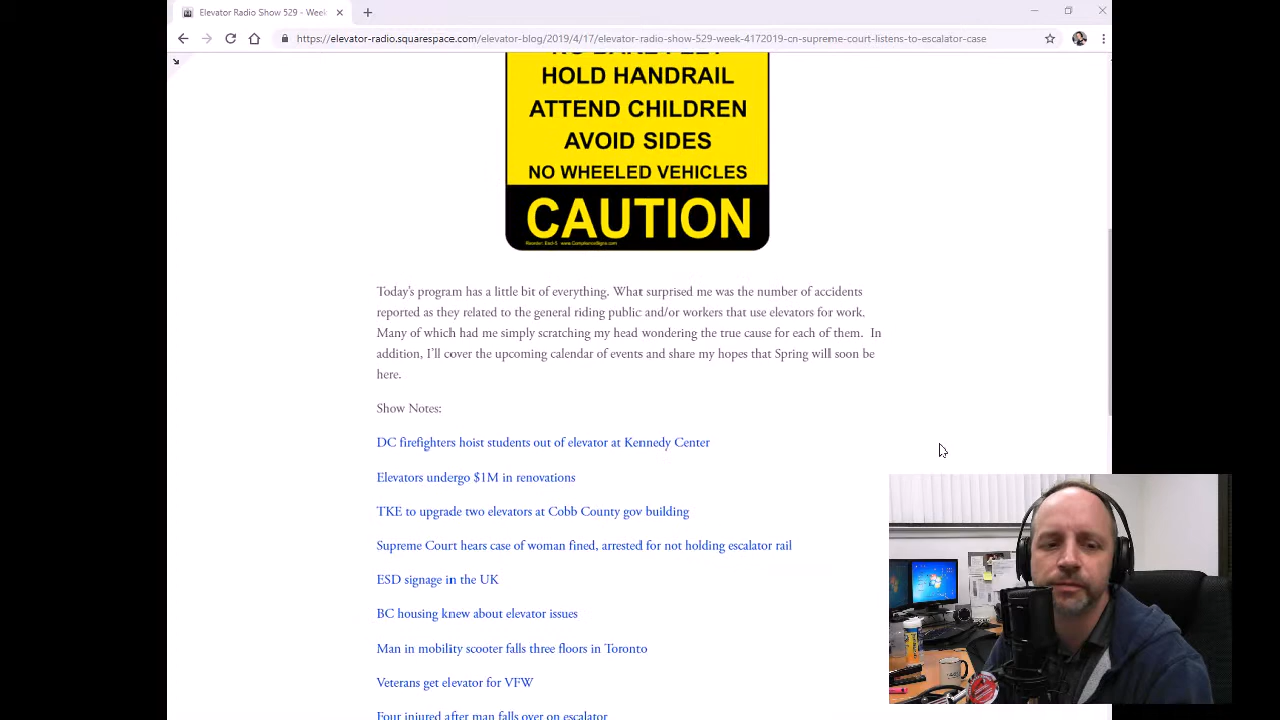 Elevator Radio Show 529 - Week
https://elevator-radio.squarespace.com/elevator-blog/2019/4/17/elevator-radio-show-529-week-4172019-cn-supreme-court-listens-to-escalator-case
HOLD HANDRAIL
ATTEND CHILDREN
AVOID SIDES
NO WHEELED VEHICLES
CAUTION
Today's program has a little bit of everything. What surprised me was the number of accidents
reported as they related to the general riding public and/or workers that use elevators for work.
Many of which had me simply scratching my head wondering the true cause for each of them. In
addition, I'll cover the upcoming calendar of events and share my hopes that Spring will soon be
here.
Show Notes:
DC firefighters hoist students out of elevator at Kennedy Center
Elevators undergo $1M in renovations
TKE to upgrade two elevators at Cobb County gov building
Supreme Court hears case of woman fined, arrested for not holding escalator rail
ESD signage in the UK
BC housing knew about elevator issues
Man in mobility scooter falls three floors in Toronto
Veterans get elevator for VFW
Four injured after man falls over on escalator